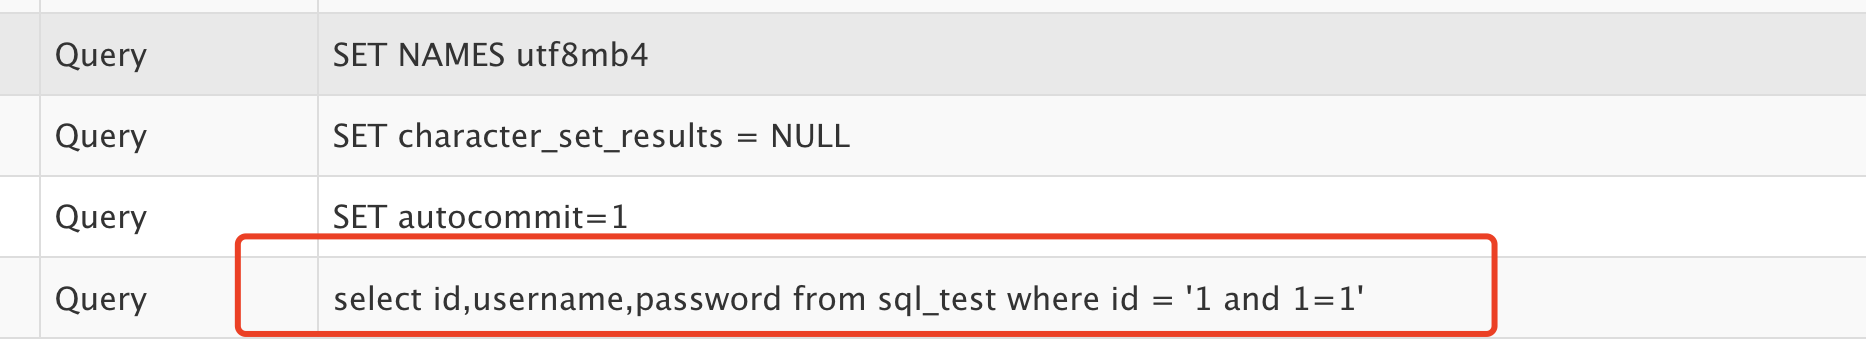 Query SET NAMES utf8mb4
Query SET character_set_results = NULL
Query SET autocommit=1
Query select id,username,password from sql_test where id = '1 and 1=1'